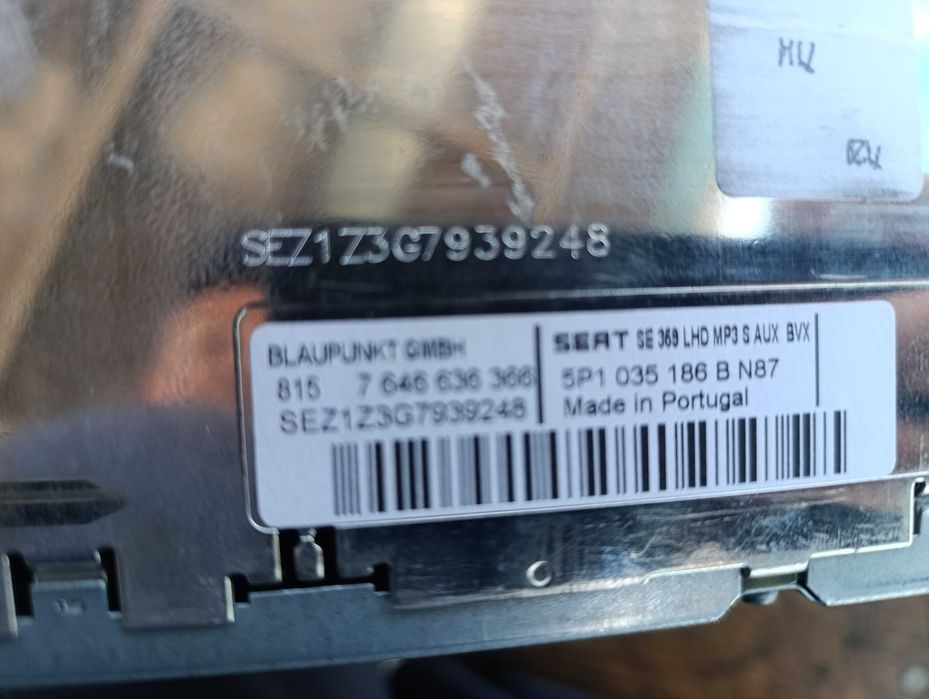 SEZ1Z3G7939248
BLAUPUNKT GMBH
815 7 646 636 366
SEZ1Z3G7939248
SEAT SE 369 LHD MP3 S AUX BVX
5P1 035 186 B N87
Made in Portugal